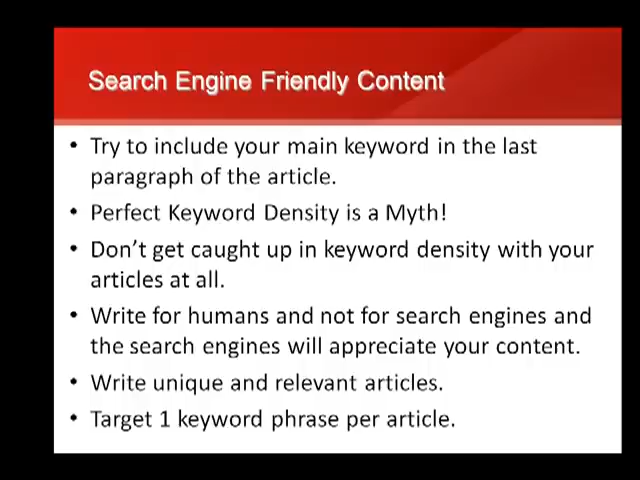 Search Engine Friendly Content
• Try to include your main keyword in the last
paragraph of the article.
• Perfect Keyword Density is a Myth!
• Don't get caught up in keyword density with your
articles at all.
• Write for humans and not for search engines and
the search engines will appreciate your content.
• Write unique and relevant articles.
• Target 1 keyword phrase per article.